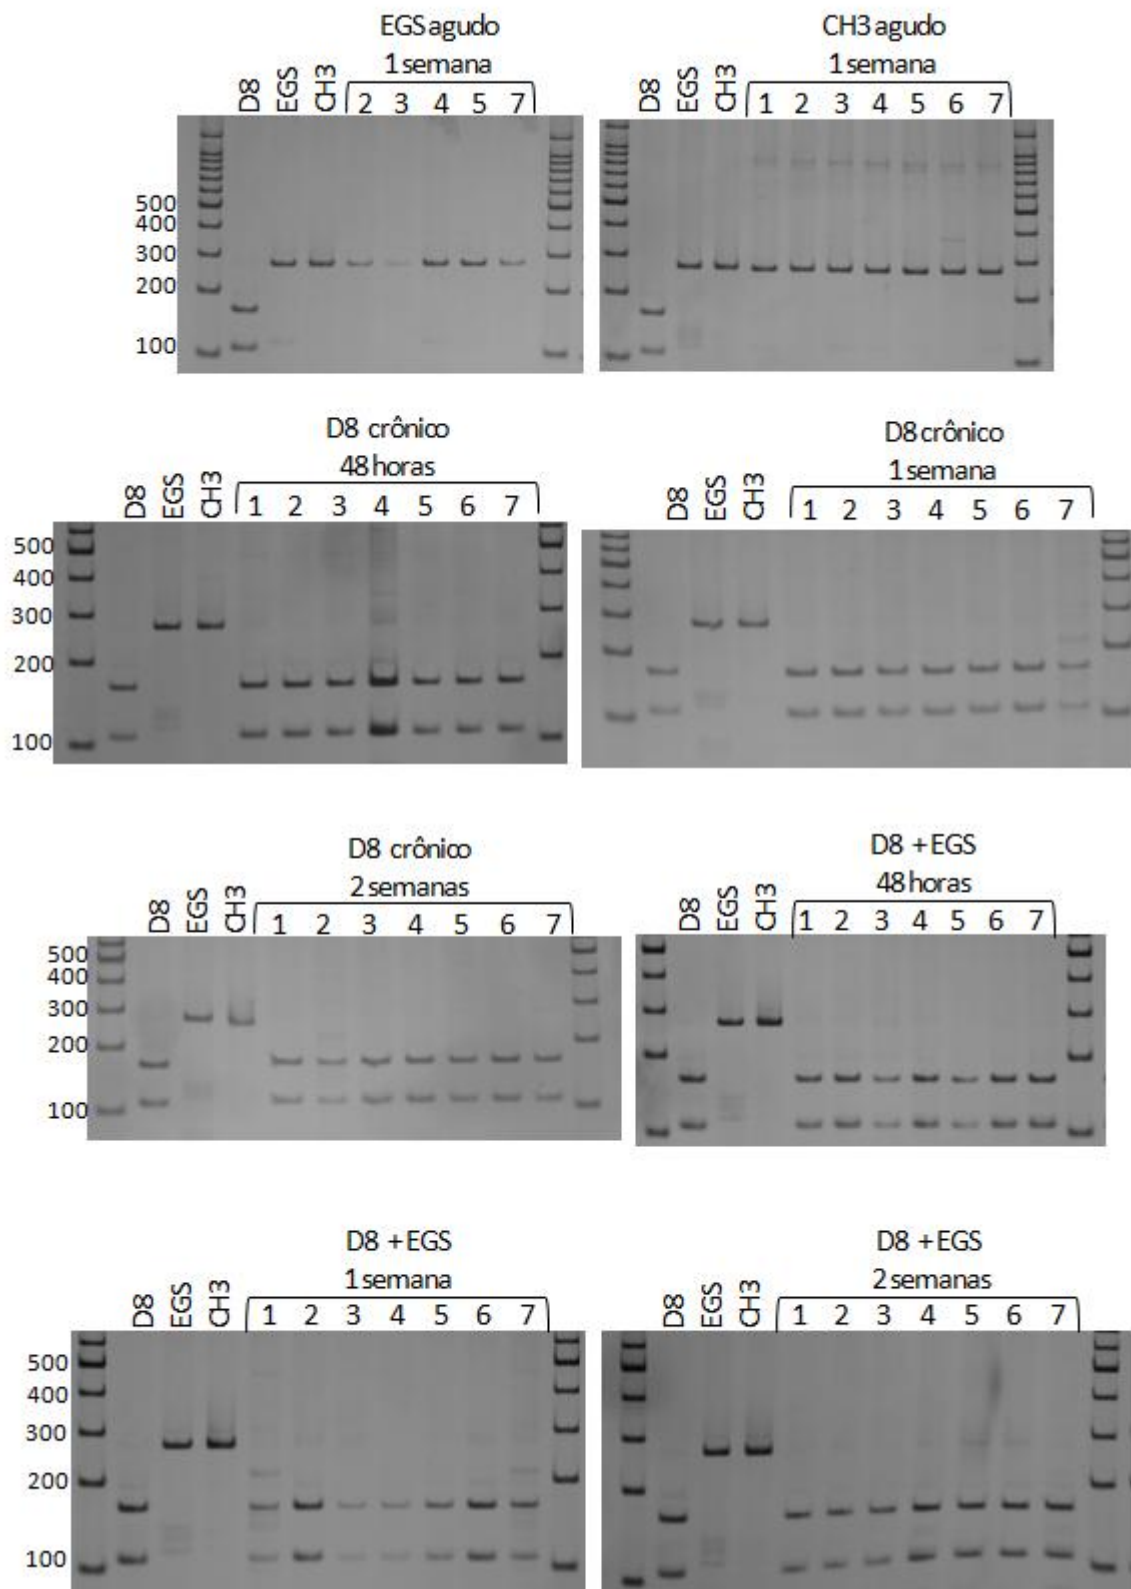 EGS agudo
1 semana
D8 EGS CH3 2 3 4 5 7
CH3 agudo
1 semana
D8 EGS CH3 1 2 3 4 5 6 7
500
400
300
200
100
D8 crônico
48 horas
D8 EGS CH3 1 2 3 4 5 6 7
D8 crônico
1 semana
D8 EGS CH3 1 2 3 4 5 6 7
500
400
300
200
100
D8 crônico
2 semanas
D8 EGS CH3 1 2 3 4 5 6 7
D8 + EGS
48 horas
D8 EGS CH3 1 2 3 4 5 6 7
500
400
300
200
100
D8 + EGS
1 semana
D8 EGS CH3 1 2 3 4 5 6 7
D8 + EGS
2 semanas
D8 EGS CH3 1 2 3 4 5 6 7
500
400
300
200
100